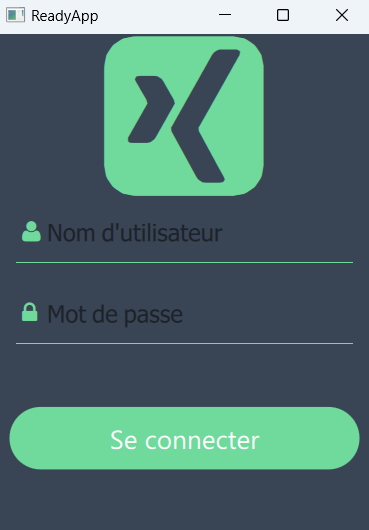 ReadyApp
Nom d'utilisateur
Mot de passe
Se connecter